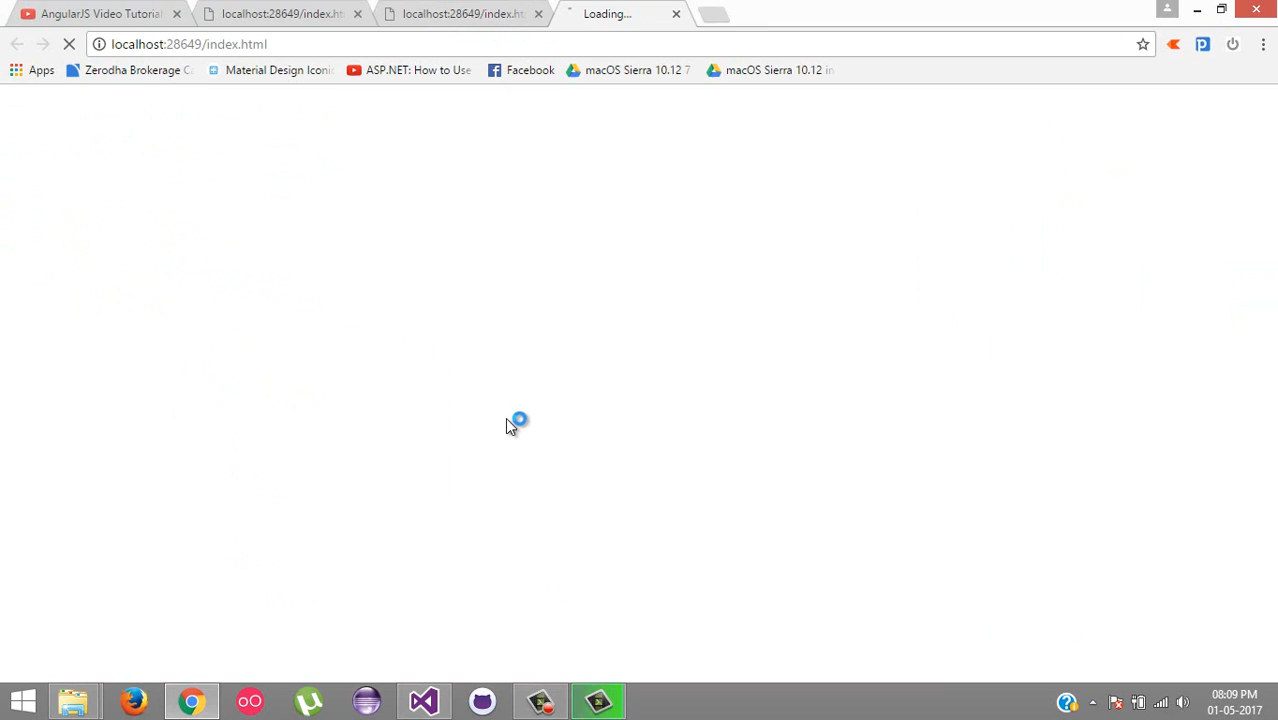 AngularJS Video Tutorial
localhost:28649/index.ht
localhost:28649/index.ht
Loading...
localhost:28649/index.html
Apps
Zerodha Brokerage C
Material Design Iconi
ASP.NET: How to Use
Facebook
macOS Sierra 10.12 7
macOS Sierra 10.12 in
08:09 PM
01-05-2017